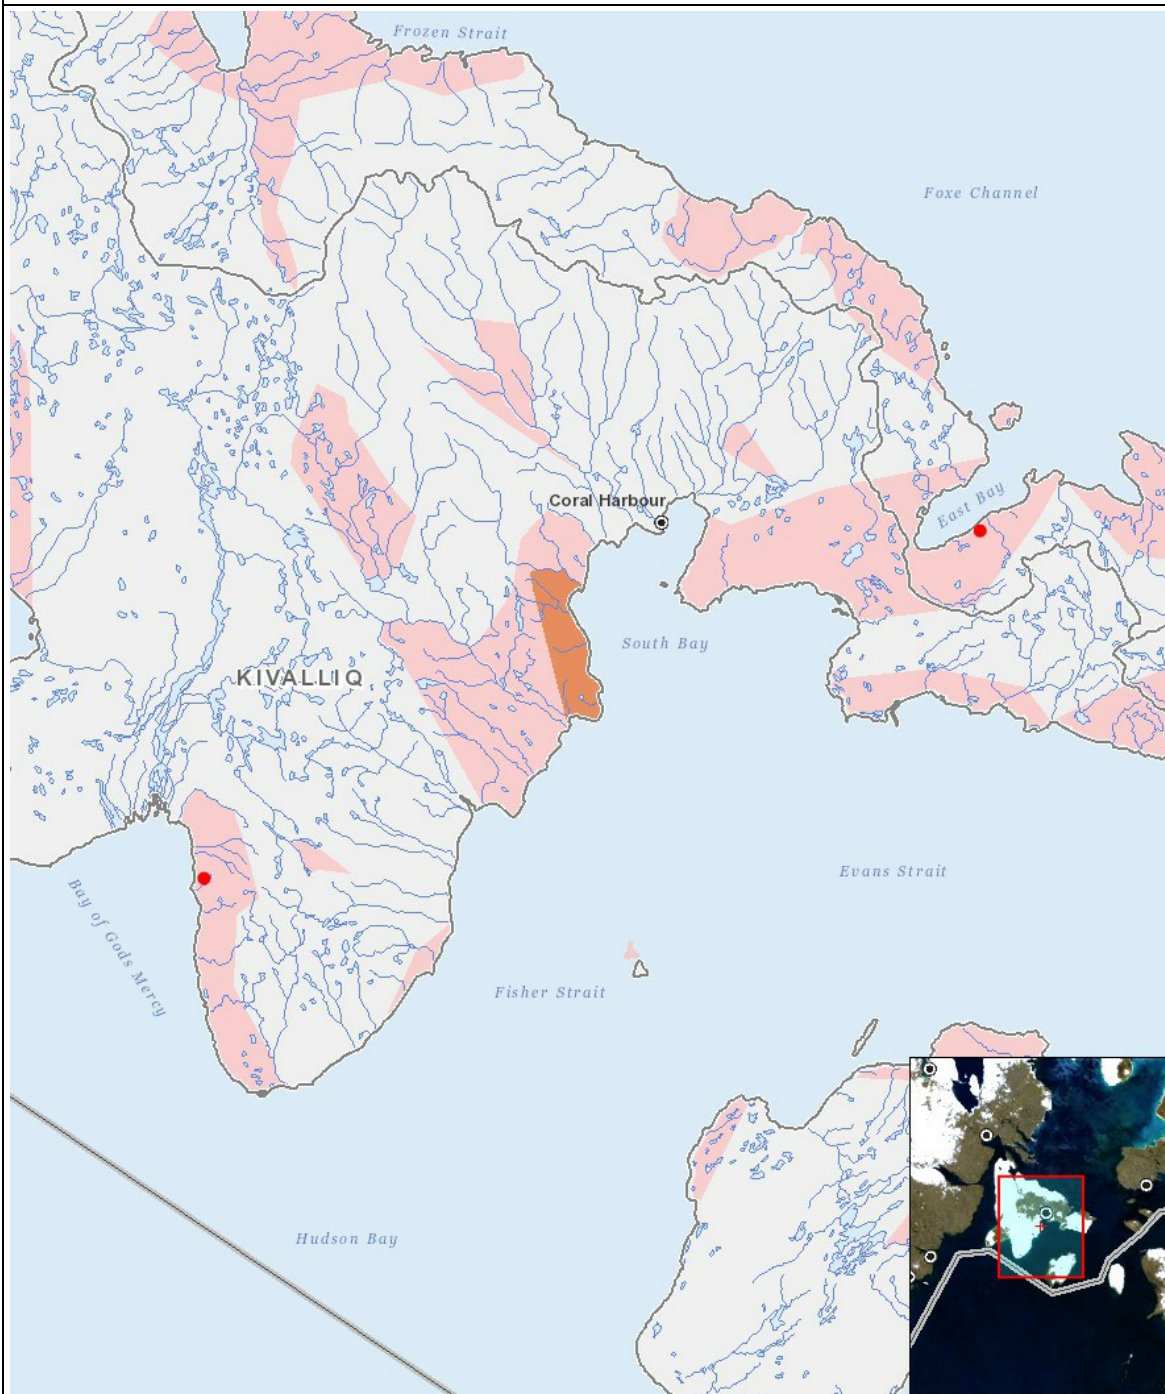 Frozen Strait
Foxe Channel
Coral Harbour
East Bay
South Bay
KIVALLIQ
Evans Strait
Bay of Gods Mercy
Fisher Strait
Hudson Bay